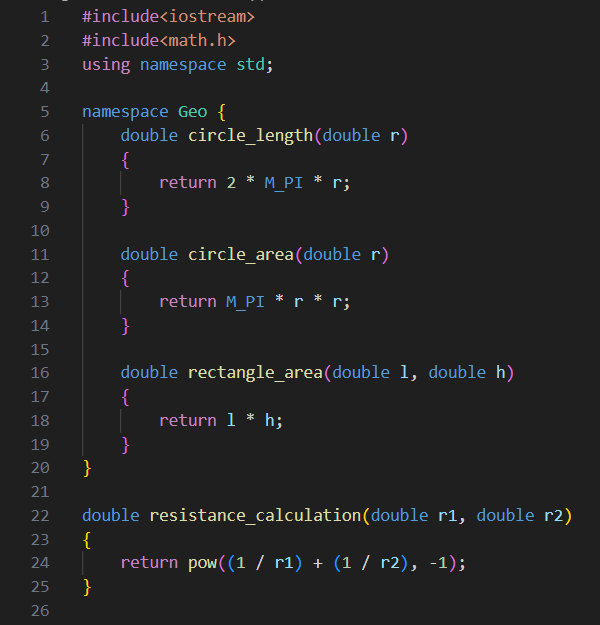 1 #include<iostream>
2 #include<math.h>
3 using namespace std;
4
5 namespace Geo {
6     double circle_length(double r)
7     {
8         return 2 * M_PI * r;
9     }
10
11     double circle_area(double r)
12     {
13         return M_PI * r * r;
14     }
15
16     double rectangle_area(double l, double h)
17     {
18         return l * h;
19     }
20 }
21
22 double resistance_calculation(double r1, double r2)
23 {
24     return pow((1 / r1) + (1 / r2), -1);
25 }
26